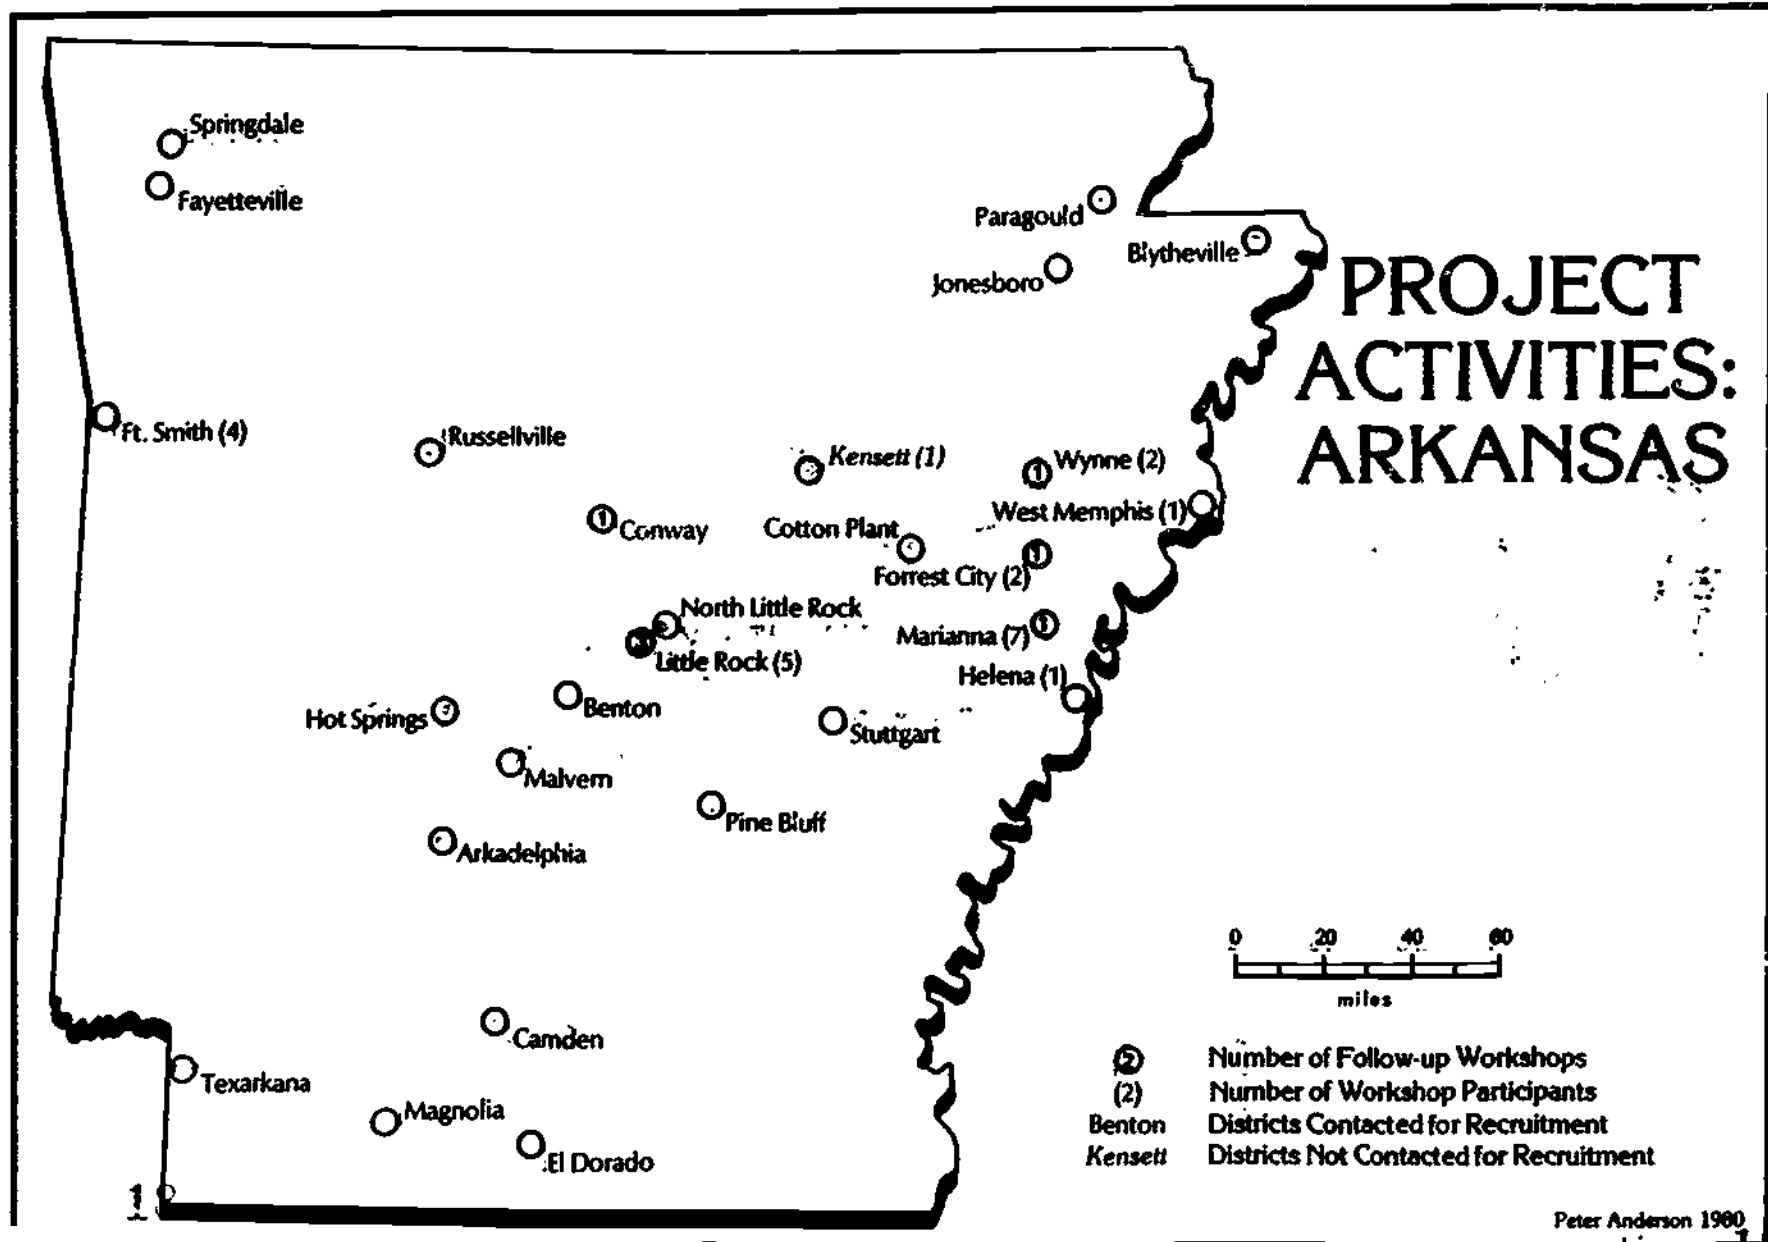 Springdale
Fayetteville
Paragould
Blytheville
Jonesboro
PROJECT
ACTIVITIES:
ARKANSAS
Ft. Smith (4)
Russellville
Kensett (1)
1 Wynne (2)
West Memphis (1)
1 Conway
Cotton Plant
Forrest City (2)
North Little Rock
Little Rock (5)
Marianna (7)
Helena (1)
Hot Springs
Benton
Stuttgart
Malvern
Pine Bluff
Arkadelphia
0 20 40 60
miles
Camden
Texarkana
Magnolia
El Dorado
2 Number of Follow-up Workshops
(2) Number of Workshop Participants
Benton Districts Contacted for Recruitment
Kensett Districts Not Contacted for Recruitment
Peter Anderson 1980